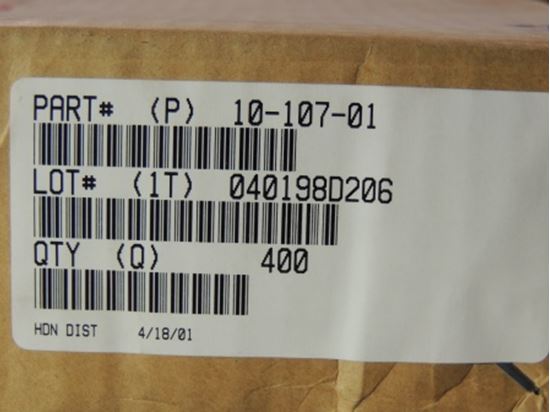 PART# (P) 10-107-01
LOT# (1T) 040198D206
QTY (Q) 400
HDN DIST 4/18/01